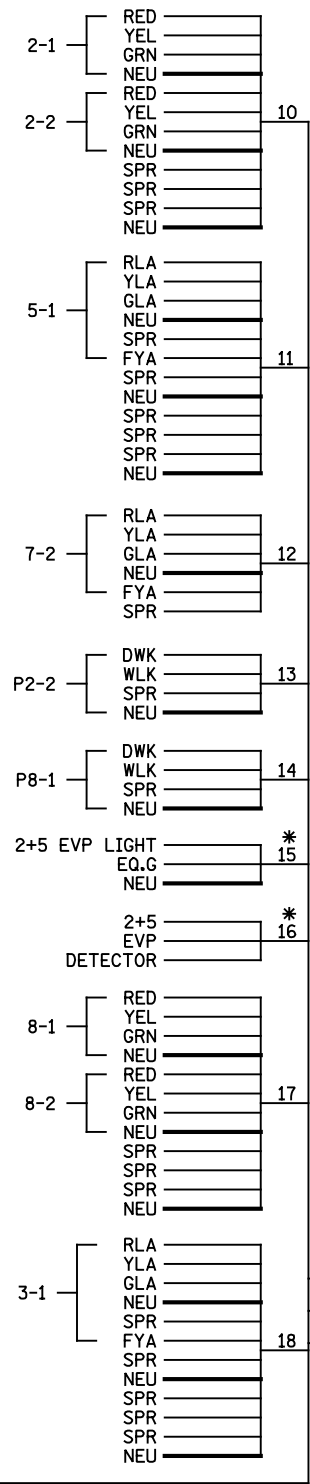 RED
2-1 YEL
GRN
NEU
RED
2-2 YEL 10
GRN
NEU
SPR
SPR
SPR
NEU
RLA
YLA
5-1 GLA
NEU
SPR
FYA 11
SPR
NEU
SPR
SPR
SPR
NEU
RLA
YLA
7-2 GLA 12
NEU
FYA
SPR
DWK
P2-2 WLK 13
SPR
NEU
DWK
P8-1 WLK 14
SPR
NEU
2+5 EVP LIGHT *
EQ.G 15
NEU
2+5 *
EVP 16
DETECTOR
RED
8-1 YEL
GRN
NEU
RED
8-2 YEL 17
GRN
NEU
SPR
SPR
SPR
NEU
RLA
YLA
3-1 GLA
NEU
SPR
FYA 18
SPR
NEU
SPR
SPR
SPR
NEU